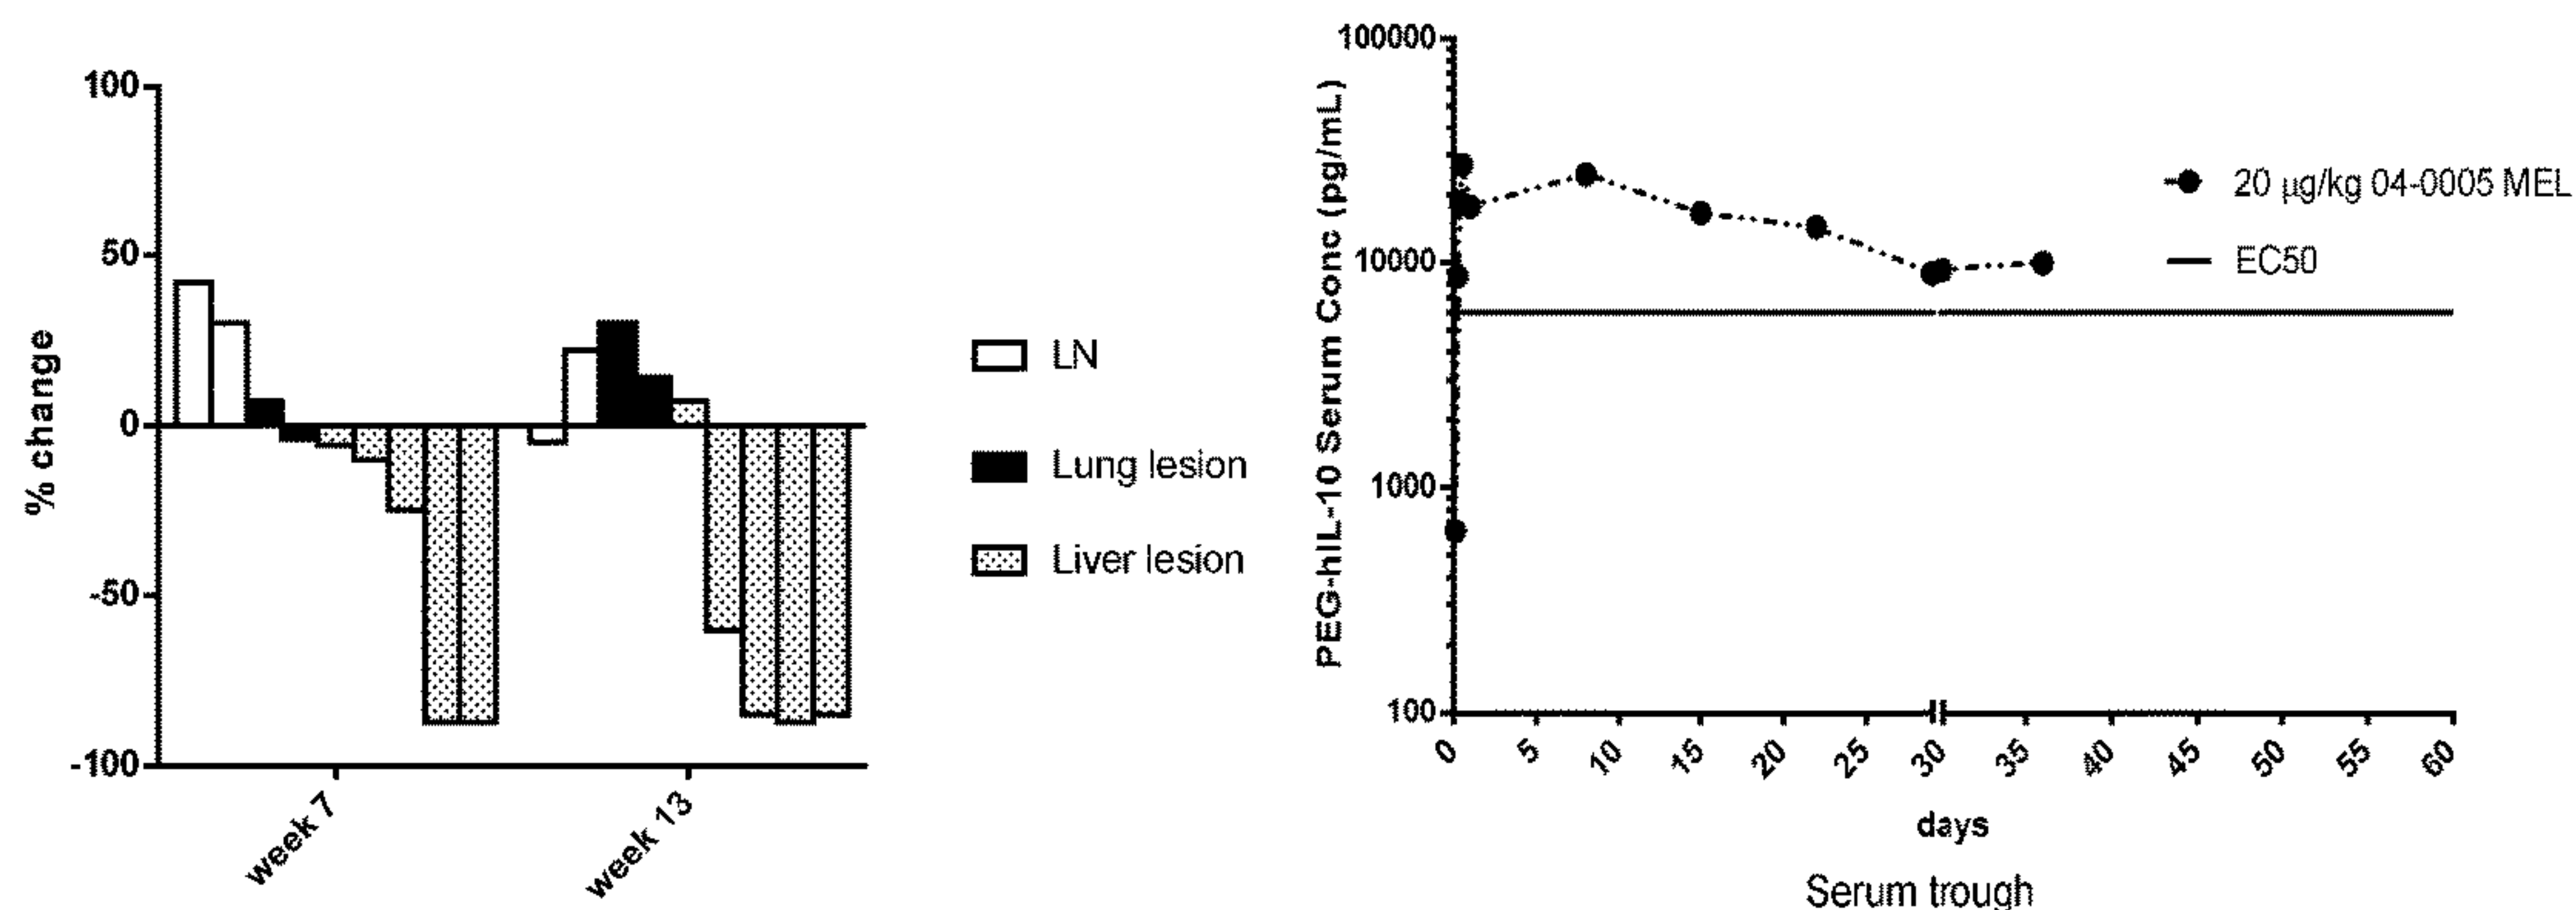 100
50
0
-50
-100
% change
week 7
week 13
LN
Lung lesion
Liver lesion
100000
10000
1000
100
PEG-hIL-10 Serum Conc (pg/mL)
0
5
10
15
20
25
30
35
40
45
50
55
60
days
Serum trough
20 µg/kg 04-0005 MEL
EC50